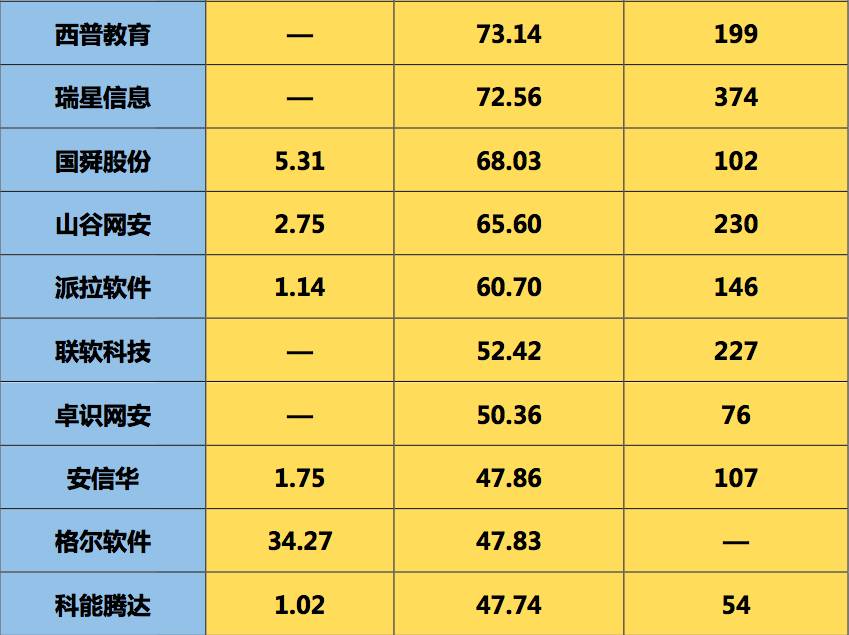 西普教育 — 73.14 199
瑞星信息 — 72.56 374
国舜股份 5.31 68.03 102
山谷网安 2.75 65.60 230
派拉软件 1.14 60.70 146
联软科技 — 52.42 227
卓识网安 — 50.36 76
安信华 1.75 47.86 107
格尔软件 34.27 47.83 —
科能腾达 1.02 47.74 54